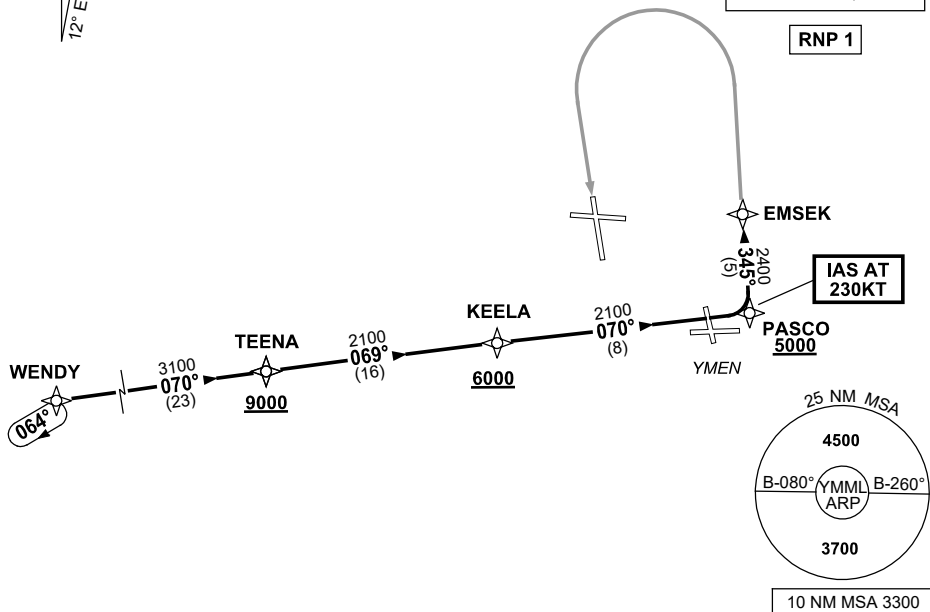 12° E
RNP 1
EMSEK
2400
345°
(5)
IAS AT
230KT
KEELA
2100
070°
(8)
PASCO
5000
YMEN
TEENA
2100
069°
(16)
6000
WENDY
3100
070°
(23)
9000
064°
25 NM MSA
4500
B-080°
YMML
ARP
B-260°
3700
10 NM MSA 3300